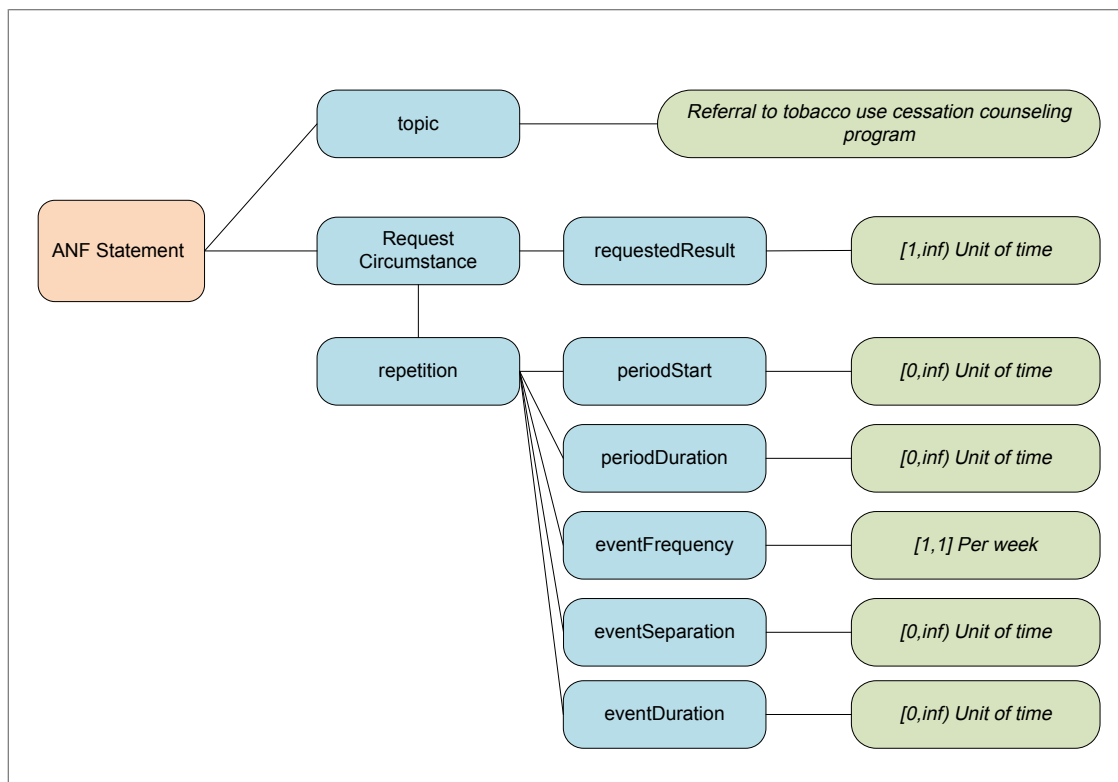 topic
Referral to tobacco use cessation counseling
program
ANF Statement
Request
Circumstance
requestedResult
[1,inf) Unit of time
repetition
periodStart
[0,inf) Unit of time
periodDuration
[0,inf) Unit of time
eventFrequency
[1,1] Per week
eventSeparation
[0,inf) Unit of time
eventDuration
[0,inf) Unit of time